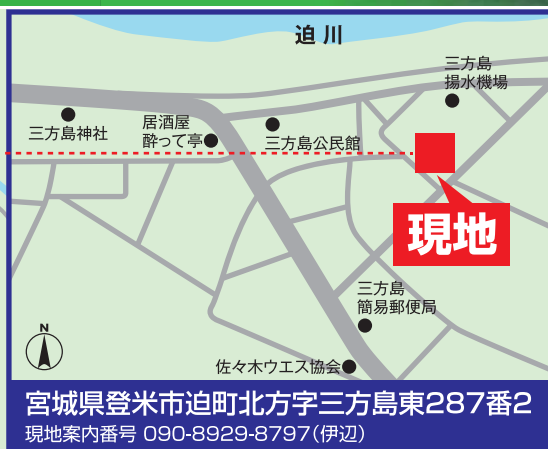 迫川
三方島
揚水機場
三方島神社
居酒屋
酔って亭
三方島公民館
現地
三方島
簡易郵便局
N
佐々木ウエス協会
宮城県登米市迫町北方字三方島東287番2
現地案内番号 090-8929-8797(伊辺)